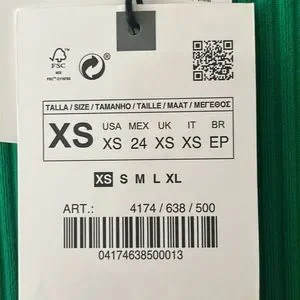 FSC
MIX
TALLA / SIZE / TAMANHO / TAILLE / MAAT / ΜΕΓΕΘΟΣ
XS
USA MEX UK IT BR
XS 24 XS XS EP
XS S M L XL
ART.: 4174 / 638 / 500
04174638500013